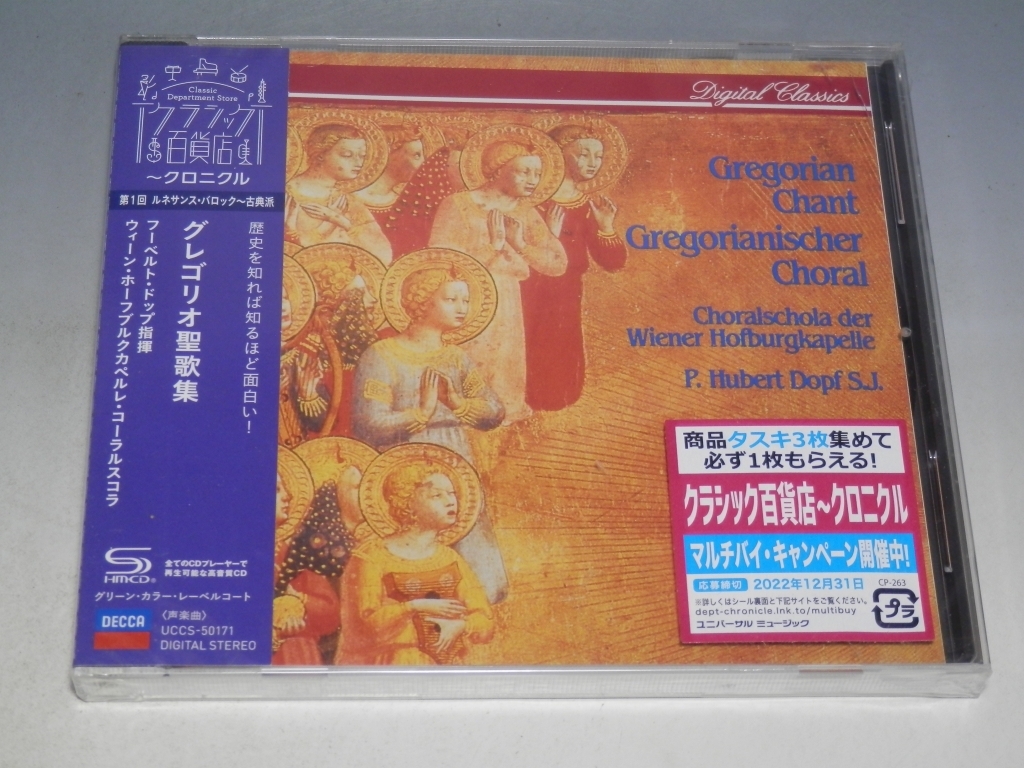 Classic
Department Store
クラシック
百貨店
～クロニクル
第1回 ルネサンス・バロック～古典派
歴史を知れば知るほど面白い!
グレゴリオ聖歌集
フーベルト・ドップ指揮
ウィーン・ホーフブルクカペルレ・コーラルスコラ
SHM-CD
全てのCDプレーヤーで
再生可能な高音質CD
グリーン・カラー・レーベルコート
DECCA
〈声楽曲〉
UCCS-50171
DIGITAL STEREO
Digital Classics
Gregorian
Chant
Gregorianischer
Choral
Choralschola der
Wiener Hofburgkapelle
P. Hubert Dopf S.J.
商品タスキ3枚集めて
必ず1枚もらえる!
クラシック百貨店～クロニクル
マルチバイ・キャンペーン開催中!
応募締切 2022年12月31日
CP-263
※詳しくはシール裏面と下記サイトをご覧ください。
dept-chronicle.lnk.to/multibuy
ユニバーサル ミュージック
プラ